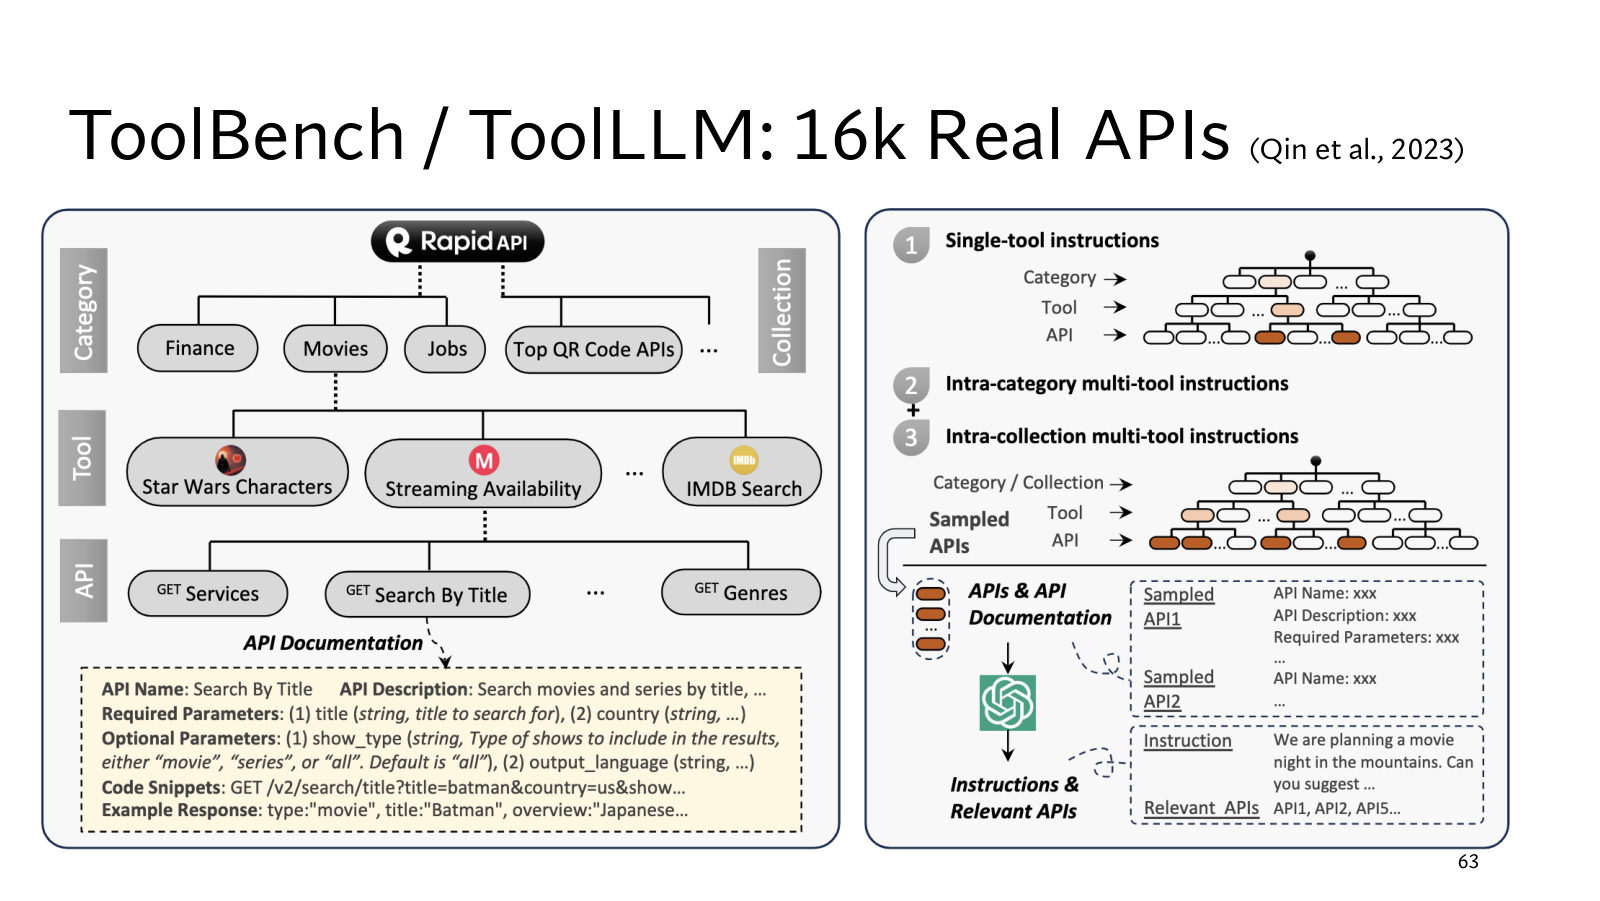 ToolBench / ToolLLM: 16k Real APIs (Qin et al., 2023)
Rapid API
Category
Collection
Finance
Movies
Jobs
Top QR Code APIs
...
Tool
Star Wars Characters
M
Streaming Availability
...
IMDb
IMDB Search
API
GET Services
GET Search By Title
...
GET Genres
API Documentation
API Name: Search By Title API Description: Search movies and series by title, ...
Required Parameters: (1) title (string, title to search for), (2) country (string, ...)
Optional Parameters: (1) show_type (string, Type of shows to include in the results,
either “movie”, “series”, or “all”. Default is “all”), (2) output_language (string, ...)
Code Snippets: GET /v2/search/title?title=batman&country=us&show...
Example Response: type:"movie", title:"Batman", overview:"Japanese...
1 Single-tool instructions
Category
...
Tool
... ...
API
... ... ...
2 Intra-category multi-tool instructions
+
3 Intra-collection multi-tool instructions
Category / Collection
...
Tool
... ...
API
... ... ...
Sampled
APIs
...
APIs & API
Documentation
Sampled API Name: xxx
API1 API Description: xxx
Required Parameters: xxx
...
Sampled API Name: xxx
API2 ...
Instructions &
Relevant APIs
Instruction We are planning a movie
night in the mountains. Can
you suggest ...
Relevant APIs API1, API2, API5...
63